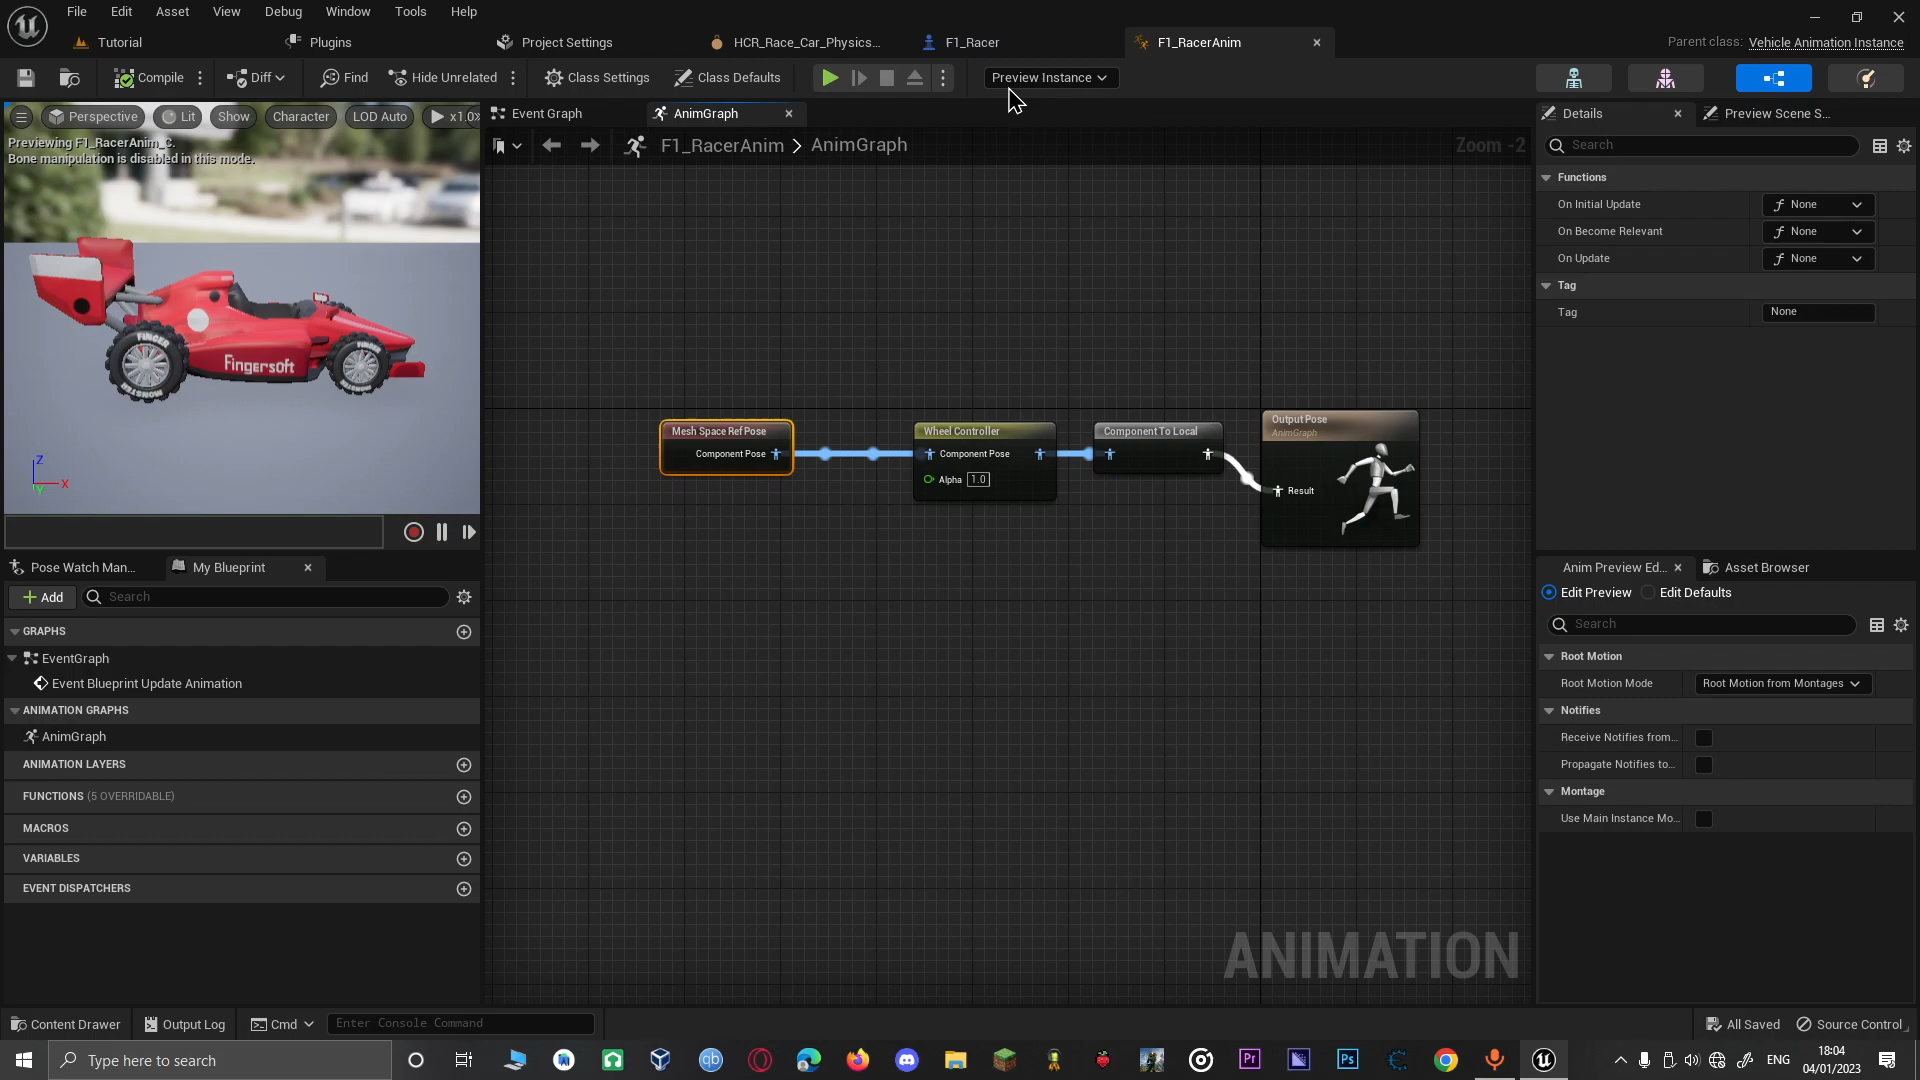 File Edit Asset View Debug Window Tools Help
Tutorial Plugins Project Settings HCR_Race_Car_Physics... F1_Racer F1_RacerAnim Parent class: Vehicle Animation Instance
Compile Diff Find Hide Unrelated Class Settings Class Defaults Preview Instance
Perspective Lit Show Character LOD Auto x1.0
Previewing F1_RacerAnim_C.
Bone manipulation is disabled in this mode.
FINGER
MONSTER
Fingersoft
Z
X
Y
Event Graph AnimGraph
F1_RacerAnim > AnimGraph Zoom -2
Mesh Space Ref Pose
Component Pose
Wheel Controller
Component Pose
Alpha 1.0
Component To Local
Output Pose
AnimGraph
Result
ANIMATION
Pose Watch Man... My Blueprint
Add Search
GRAPHS
EventGraph
Event Blueprint Update Animation
ANIMATION GRAPHS
AnimGraph
ANIMATION LAYERS
FUNCTIONS (5 OVERRIDABLE)
MACROS
VARIABLES
EVENT DISPATCHERS
Details Preview Scene S...
Search
Functions
On Initial Update None
On Become Relevant None
On Update None
Tag
Tag None
Anim Preview Ed... Asset Browser
Edit Preview Edit Defaults
Search
Root Motion
Root Motion Mode Root Motion from Montages
Notifies
Receive Notifies from...
Propagate Notifies to...
Montage
Use Main Instance Mo...
Content Drawer Output Log Cmd Enter Console Command All Saved Source Control
Type here to search qb Pr Ps ENG 18:04
04/01/2023